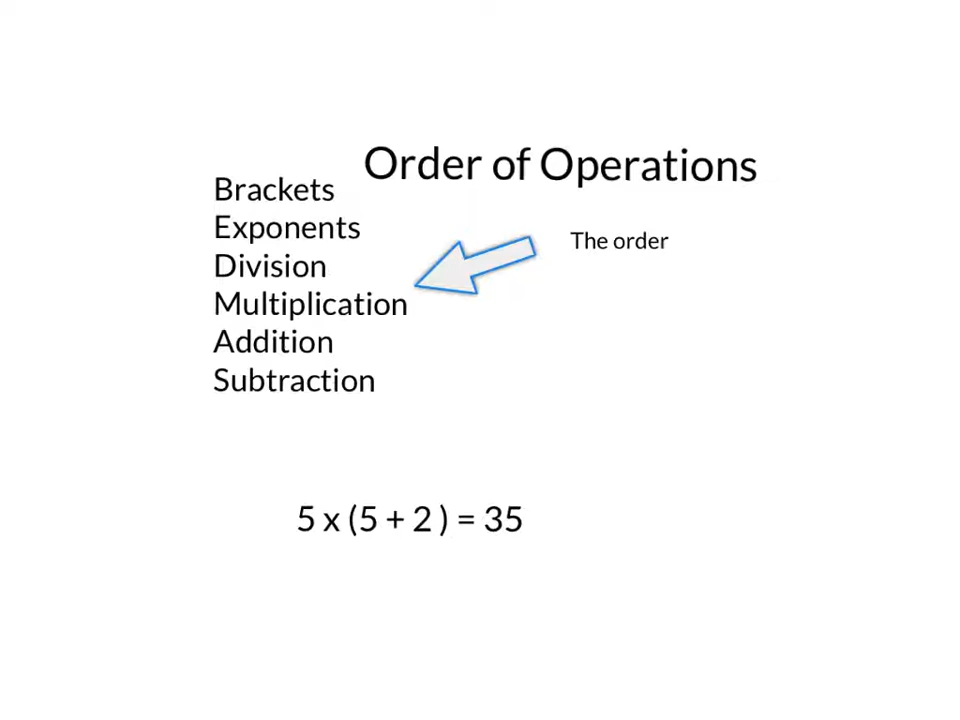 Order of Operations
Brackets
Exponents
Division
Multiplication
Addition
Subtraction
The order
5 x (5 + 2 ) = 35